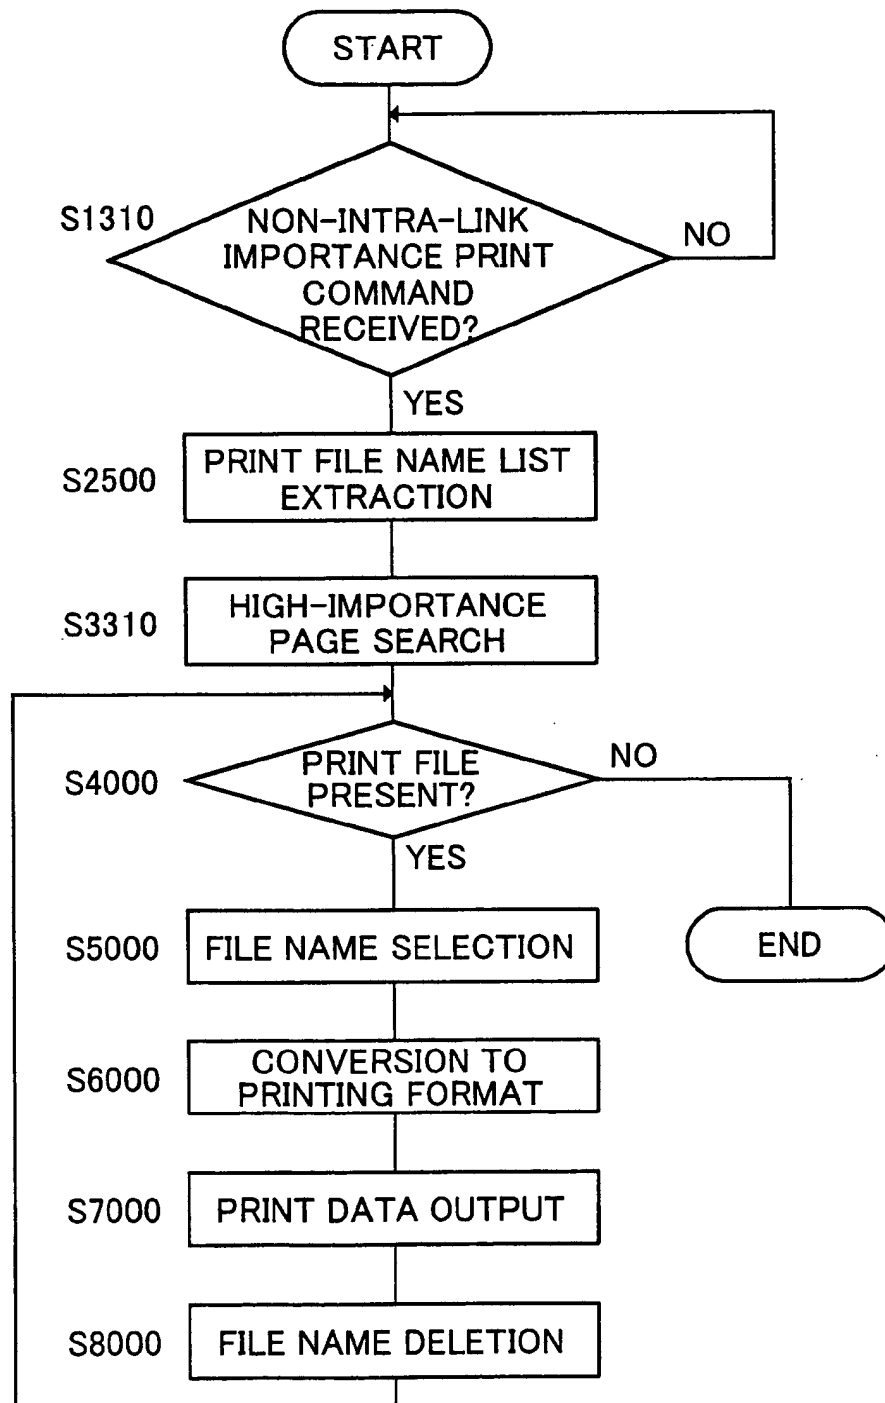 START
S1310
NON-INTRA-LINK
IMPORTANCE PRINT
COMMAND
RECEIVED?
NO
YES
S2500
PRINT FILE NAME LIST
EXTRACTION
S3310
HIGH-IMPORTANCE
PAGE SEARCH
S4000
PRINT FILE
PRESENT?
NO
YES
S5000
FILE NAME SELECTION
END
S6000
CONVERSION TO
PRINTING FORMAT
S7000
PRINT DATA OUTPUT
S8000
FILE NAME DELETION